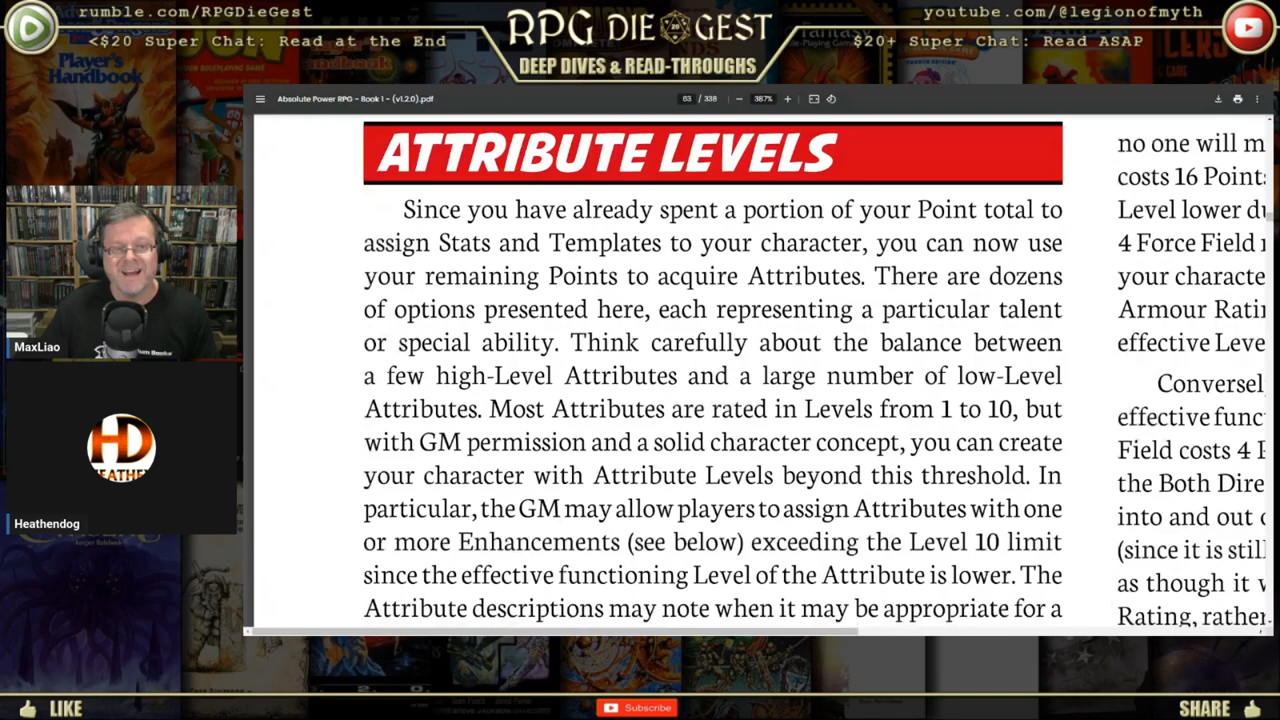 rumble.com/RPGDieGest
<$20 Super Chat: Read at the End
RPG DIE GEST
DEEP DIVES & READ-THROUGHS
youtube.com/@legionofmyth
$20+ Super Chat: Read ASAP
Player's
Handbook
Absolute Power RPG - Book 1 - (v1.2.0).pdf
63 / 338
387%
ATTRIBUTE LEVELS
Since you have already spent a portion of your Point total to
assign Stats and Templates to your character, you can now use
your remaining Points to acquire Attributes. There are dozens
of options presented here, each representing a particular talent
or special ability. Think carefully about the balance between
a few high-Level Attributes and a large number of low-Level
Attributes. Most Attributes are rated in Levels from 1 to 10, but
with GM permission and a solid character concept, you can create
your character with Attribute Levels beyond this threshold. In
particular, the GM may allow players to assign Attributes with one
or more Enhancements (see below) exceeding the Level 10 limit
since the effective functioning Level of the Attribute is lower. The
Attribute descriptions may note when it may be appropriate for a
no one will m
costs 16 Points
Level lower du
4 Force Field
your characte
Armour Ratin
effective Leve
Conversel
effective func
Field costs 4 P
the Both Dire
into and out o
(since it is still
as though it w
Rating, rather
MaxLiao
HD
HEATHE
Heathendog
LIKE
Subscribe
SHARE